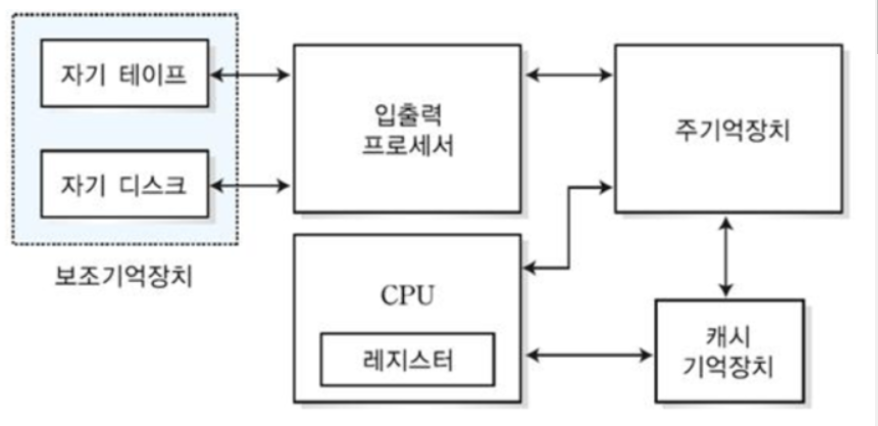 자기 테이프
입출력
프로세서
주기억장치
자기 디스크
보조기억장치
CPU
레지스터
캐시
기억장치